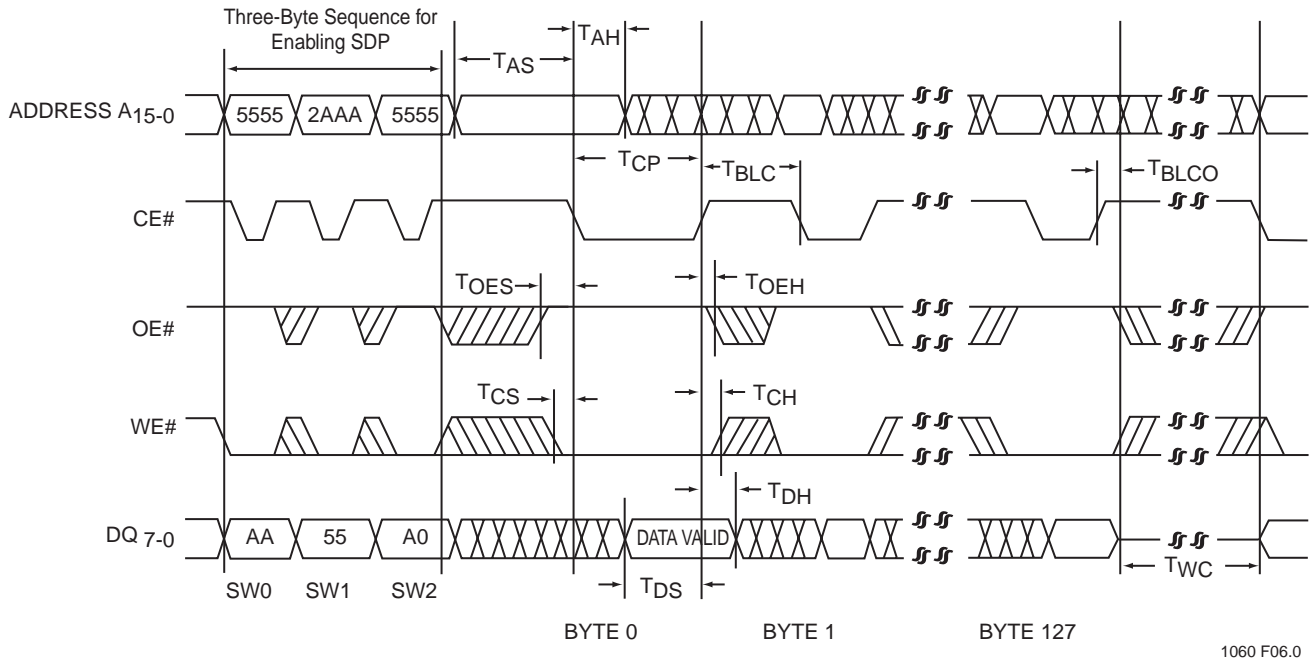 Three-Byte Sequence for
Enabling SDP
TAH
TAS
ADDRESS A15-0
5555
2AAA
5555
TCP
TBLC
TBLCO
CE#
TOES
TOEH
OE#
TCS
TCH
WE#
TDH
DQ 7-0
AA
55
A0
DATA VALID
SW0
SW1
SW2
TDS
TWC
BYTE 0
BYTE 1
BYTE 127
1060 F06.0